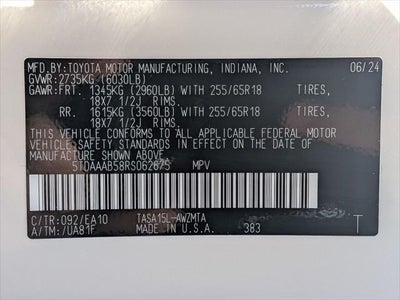 MFD.BY:TOYOTA MOTOR MANUFACTURING, INDIANA, INC. 06/24
GVWR:2735KG (6030LB)
GAWR:FRT. 1345KG (2960LB) WITH 255/65R18 TIRES,
18X7 1/2J RIMS.
RR. 1615KG (3560LB) WITH 255/65R18 TIRES,
18X7 1/2J RIMS.
THIS VEHICLE CONFORMS TO ALL APPLICABLE FEDERAL MOTOR
VEHICLE SAFETY STANDARDS IN EFFECT ON THE DATE OF
MANUFACTURE SHOWN ABOVE.
5TDAAAB58RS062675 MPV
C/TR:092/EA10 TASA15L-AWZMTA
A/TM:/UA81F MADE IN U.S.A. 383 T